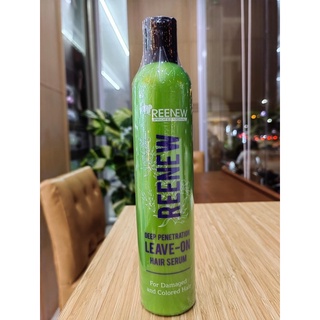 REENEW
REENEW
DEEP PENETRATION
LEAVE-ON
HAIR SERUM
For Damaged
and Colored Hair